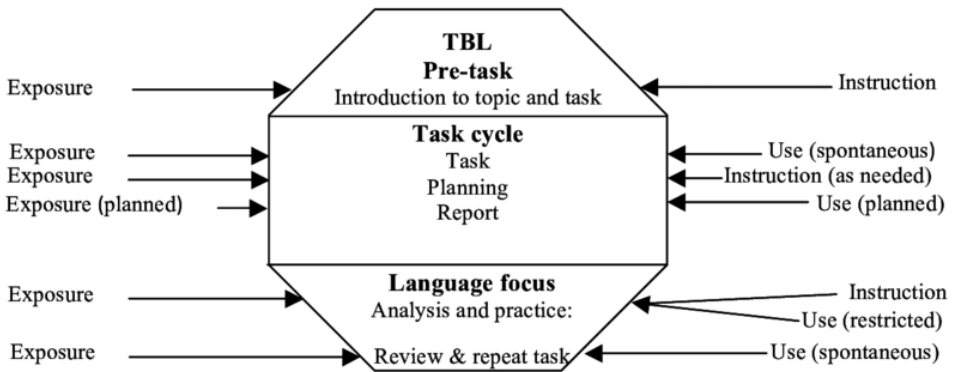 TBL
Pre-task
Exposure
Introduction to topic and task
Instruction
Task cycle
Exposure
Task
Use (spontaneous)
Exposure
Planning
Instruction (as needed)
Exposure (planned)
Report
Use (planned)
Language focus
Exposure
Analysis and practice:
Instruction
Use (restricted)
Exposure
Review & repeat task
Use (spontaneous)